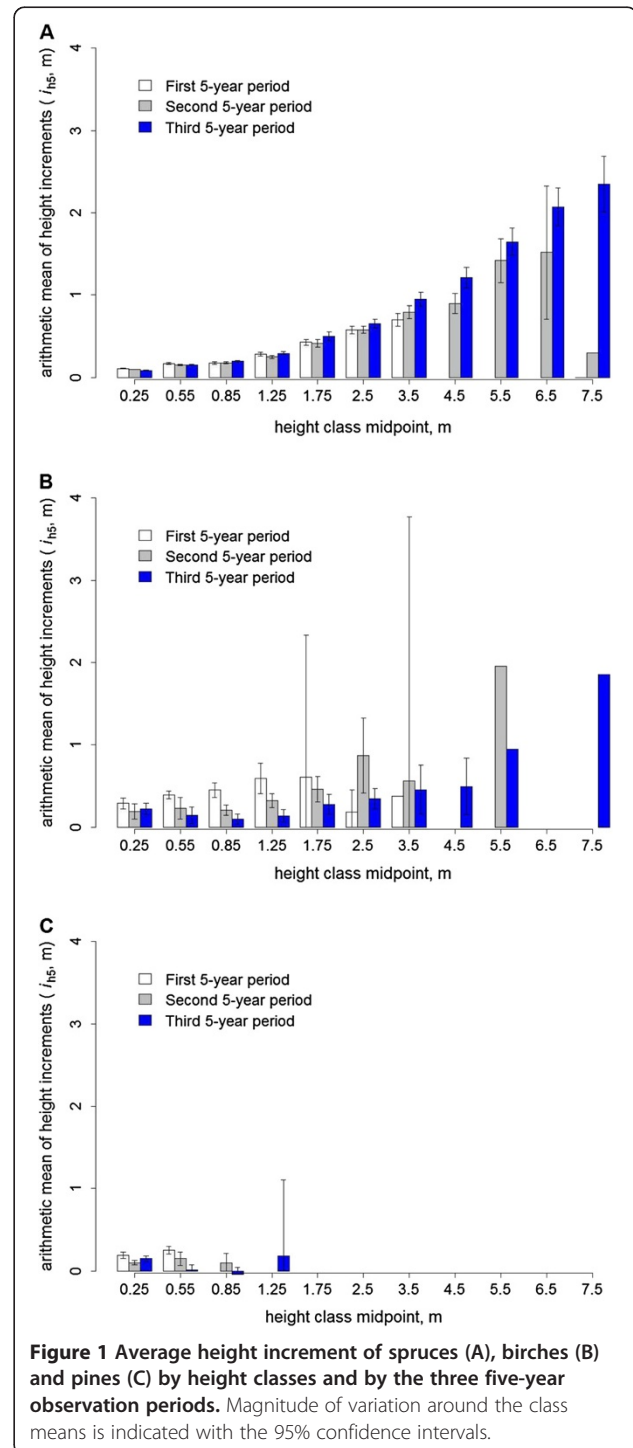 A
arithmetic mean of height increments ( ih5, m)
4
3
2
1
0
First 5-year period
Second 5-year period
Third 5-year period
0.25 0.55 0.85 1.25 1.75 2.5 3.5 4.5 5.5 6.5 7.5
height class midpoint, m
B
arithmetic mean of height increments ( ih5, m)
4
3
2
1
0
First 5-year period
Second 5-year period
Third 5-year period
0.25 0.55 0.85 1.25 1.75 2.5 3.5 4.5 5.5 6.5 7.5
height class midpoint, m
C
arithmetic mean of height increments ( ih5, m)
4
3
2
1
0
First 5-year period
Second 5-year period
Third 5-year period
0.25 0.55 0.85 1.25 1.75 2.5 3.5 4.5 5.5 6.5 7.5
height class midpoint, m
Figure 1 Average height increment of spruces (A), birches (B)
and pines (C) by height classes and by the three five-year
observation periods. Magnitude of variation around the class
means is indicated with the 95% confidence intervals.